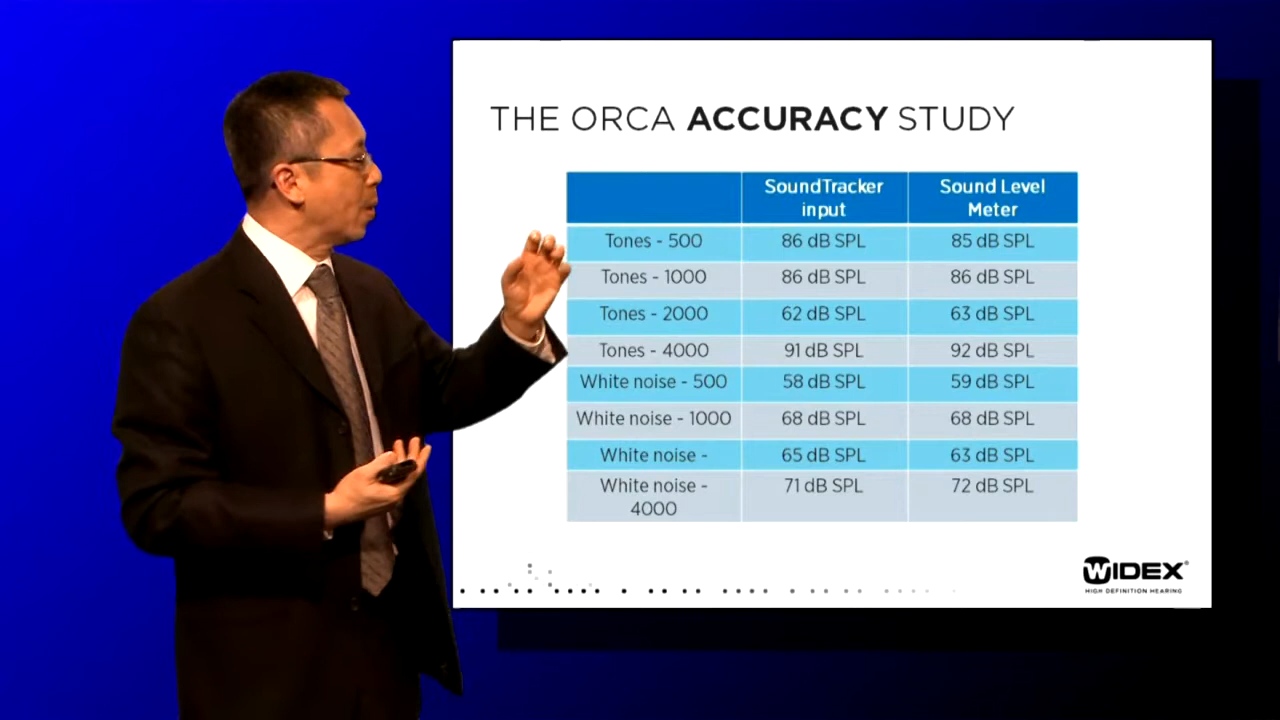 THE ORCA ACCURACY STUDY
SoundTracker input
Sound Level Meter
Tones - 500 86 dB SPL 85 dB SPL
Tones - 1000 86 dB SPL 86 dB SPL
Tones - 2000 62 dB SPL 63 dB SPL
Tones - 4000 91 dB SPL 92 dB SPL
White noise - 500 58 dB SPL 59 dB SPL
White noise - 1000 68 dB SPL 68 dB SPL
White noise - 65 dB SPL 63 dB SPL
White noise - 71 dB SPL 72 dB SPL
4000
WIDEX®
HIGH DEFINITION HEARING